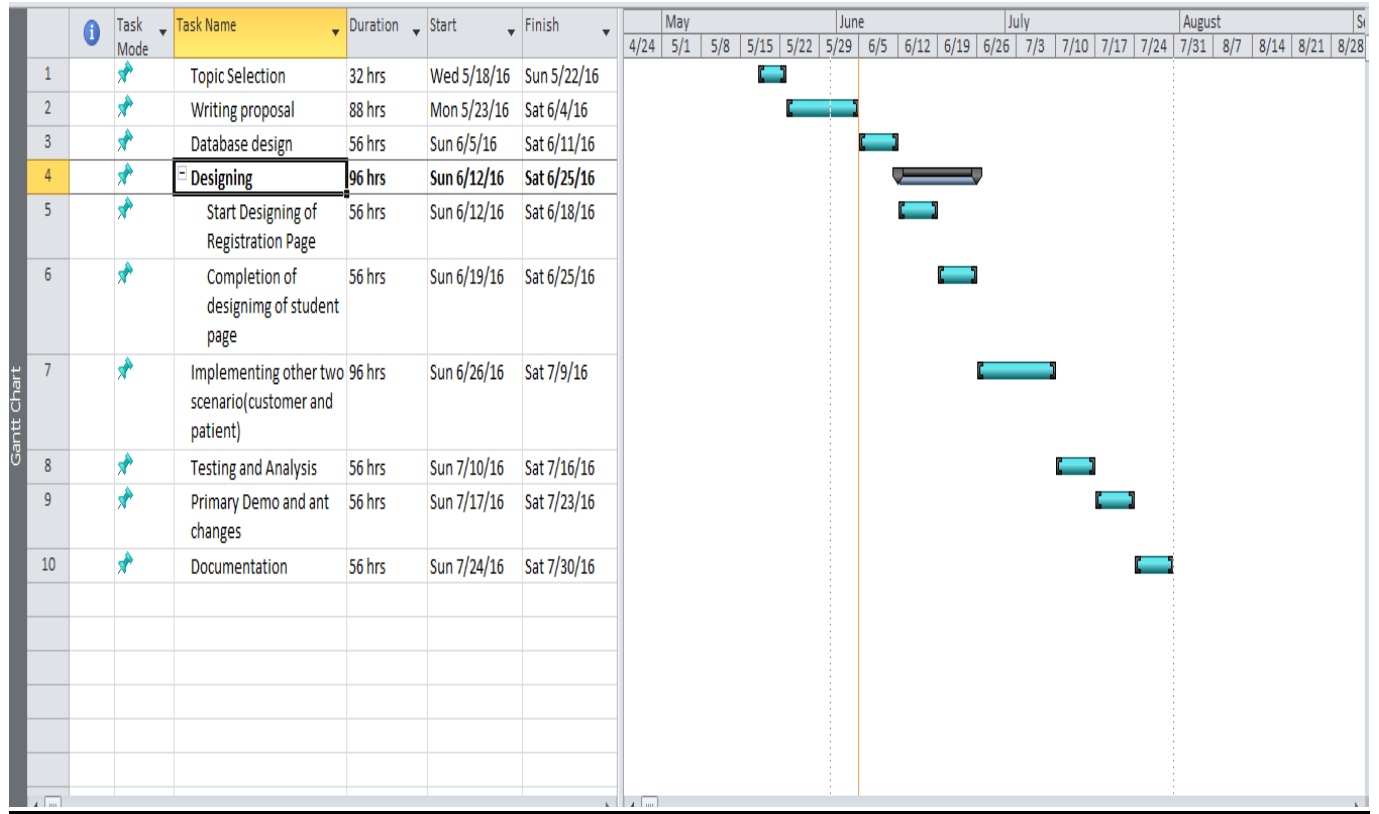 Task Mode Task Name Duration Start Finish
May June July August S
4/24 5/1 5/8 5/15 5/22 5/29 6/5 6/12 6/19 6/26 7/3 7/10 7/17 7/24 7/31 8/7 8/14 8/21 8/28
1 Topic Selection 32 hrs Wed 5/18/16 Sun 5/22/16
2 Writing proposal 88 hrs Mon 5/23/16 Sat 6/4/16
3 Database design 56 hrs Sun 6/5/16 Sat 6/11/16
4 Designing 96 hrs Sun 6/12/16 Sat 6/25/16
5 Start Designing of 56 hrs Sun 6/12/16 Sat 6/18/16
Registration Page
6 Completion of 56 hrs Sun 6/19/16 Sat 6/25/16
designimg of student
page
7 Implementing other two 96 hrs Sun 6/26/16 Sat 7/9/16
scenario(customer and
patient)
8 Testing and Analysis 56 hrs Sun 7/10/16 Sat 7/16/16
9 Primary Demo and ant 56 hrs Sun 7/17/16 Sat 7/23/16
changes
10 Documentation 56 hrs Sun 7/24/16 Sat 7/30/16
Gantt Chart